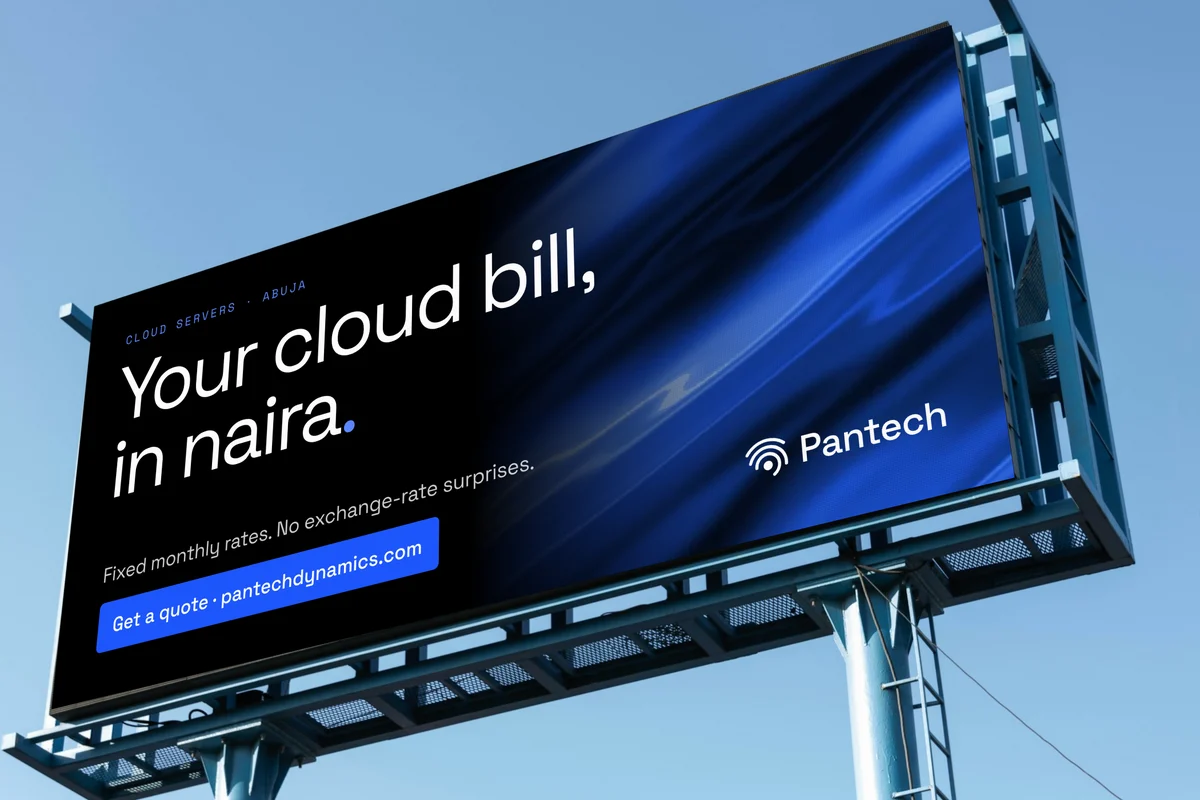 CLOUD SERVERS · ABUJA
Your cloud bill,
in naira.
Fixed monthly rates. No exchange-rate surprises.
Get a quote · pantechdynamics.com
Pantech